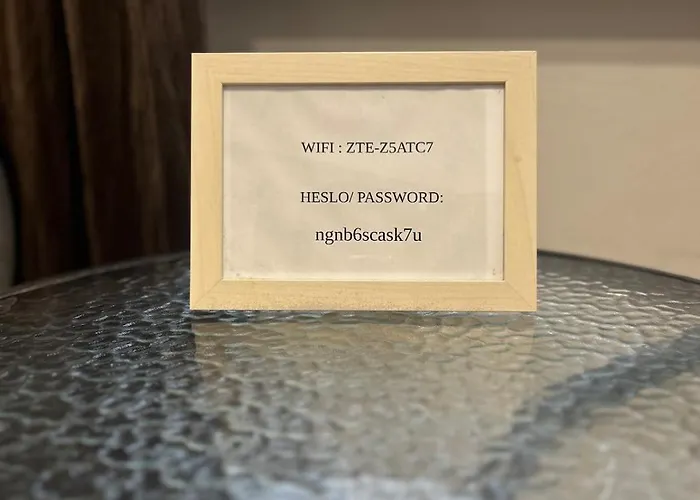 WIFI : ZTE-Z5ATC7
HESLO/ PASSWORD:
ngnb6scask7u